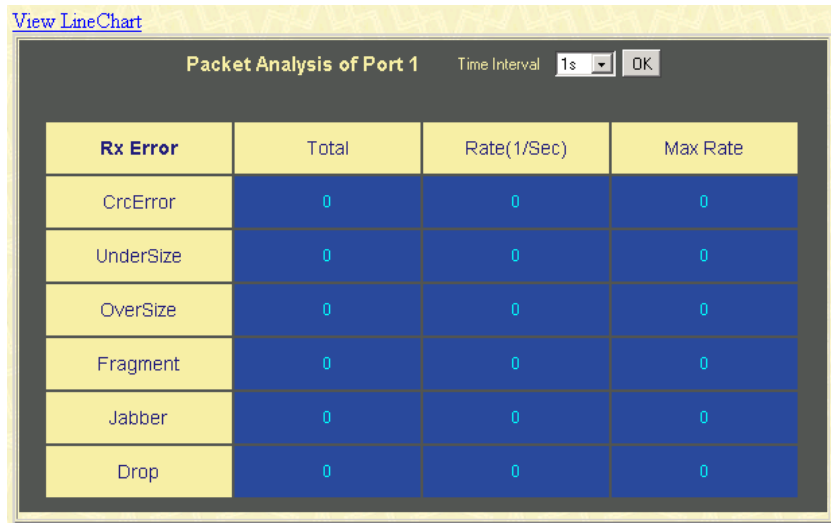 View LineChart
Packet Analysis of Port 1 Time Interval 1s OK
Rx Error Total Rate(1/Sec) Max Rate
CrcError 0 0 0
UnderSize 0 0 0
OverSize 0 0 0
Fragment 0 0 0
Jabber 0 0 0
Drop 0 0 0